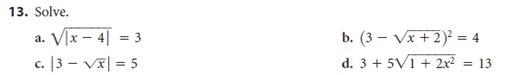 13. Solve.
a. √|x − 4| = 3
b. (3 − √x + 2)² = 4
c. |3 − √x| = 5
d. 3 + 5√1 + 2x² = 13